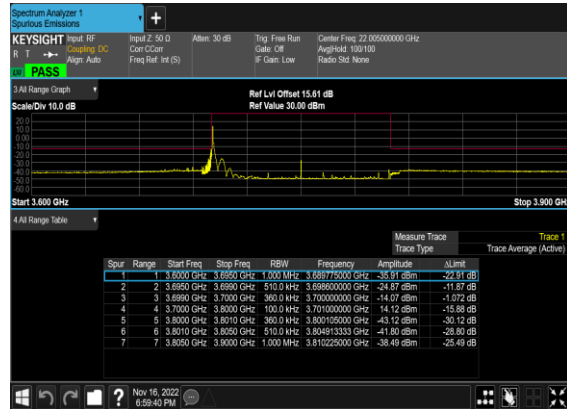 Spectrum Analyzer 1
Spurious Emissions
KEYSIGHT Input: RF Input Z: 50 Ω Atten: 30 dB Trig: Free Run Center Freq: 22.005000000 GHz
R T Coupling: DC Corr CCorr Gate: Off Avg|Hold: 100/100
Align: Auto Freq Ref: Int (S) IF Gain: Low Radio Std: None
LW PASS
3 All Range Graph
Ref Lvl Offset 15.61 dB
Scale/Div 10.0 dB Ref Value 30.00 dBm
20.0
10.0
0.00
-10.0
-20.0
-30.0
-40.0
-50.0
-60.0
Start 3.600 GHz Stop 3.900 GHz
4 All Range Table
Measure Trace Trace 1
Trace Type Trace Average (Active)
Spur Range Start Freq Stop Freq RBW Frequency Amplitude ΔLimit
1 1 3.6000 GHz 3.6950 GHz 1.000 MHz 3.689775000 GHz -35.91 dBm -22.91 dB
2 2 3.6950 GHz 3.6990 GHz 510.0 kHz 3.698600000 GHz -24.87 dBm -11.87 dB
3 3 3.6990 GHz 3.7000 GHz 360.0 kHz 3.700000000 GHz -14.07 dBm -1.072 dB
4 4 3.7000 GHz 3.8000 GHz 100.0 kHz 3.701000000 GHz 14.12 dBm -15.88 dB
5 5 3.8000 GHz 3.8010 GHz 360.0 kHz 3.800105000 GHz -43.12 dBm -30.12 dB
6 6 3.8010 GHz 3.8050 GHz 510.0 kHz 3.804913333 GHz -41.80 dBm -28.80 dB
7 7 3.8050 GHz 3.9000 GHz 1.000 MHz 3.810225000 GHz -38.49 dBm -25.49 dB
? Nov 16, 2022
6:59:40 PM